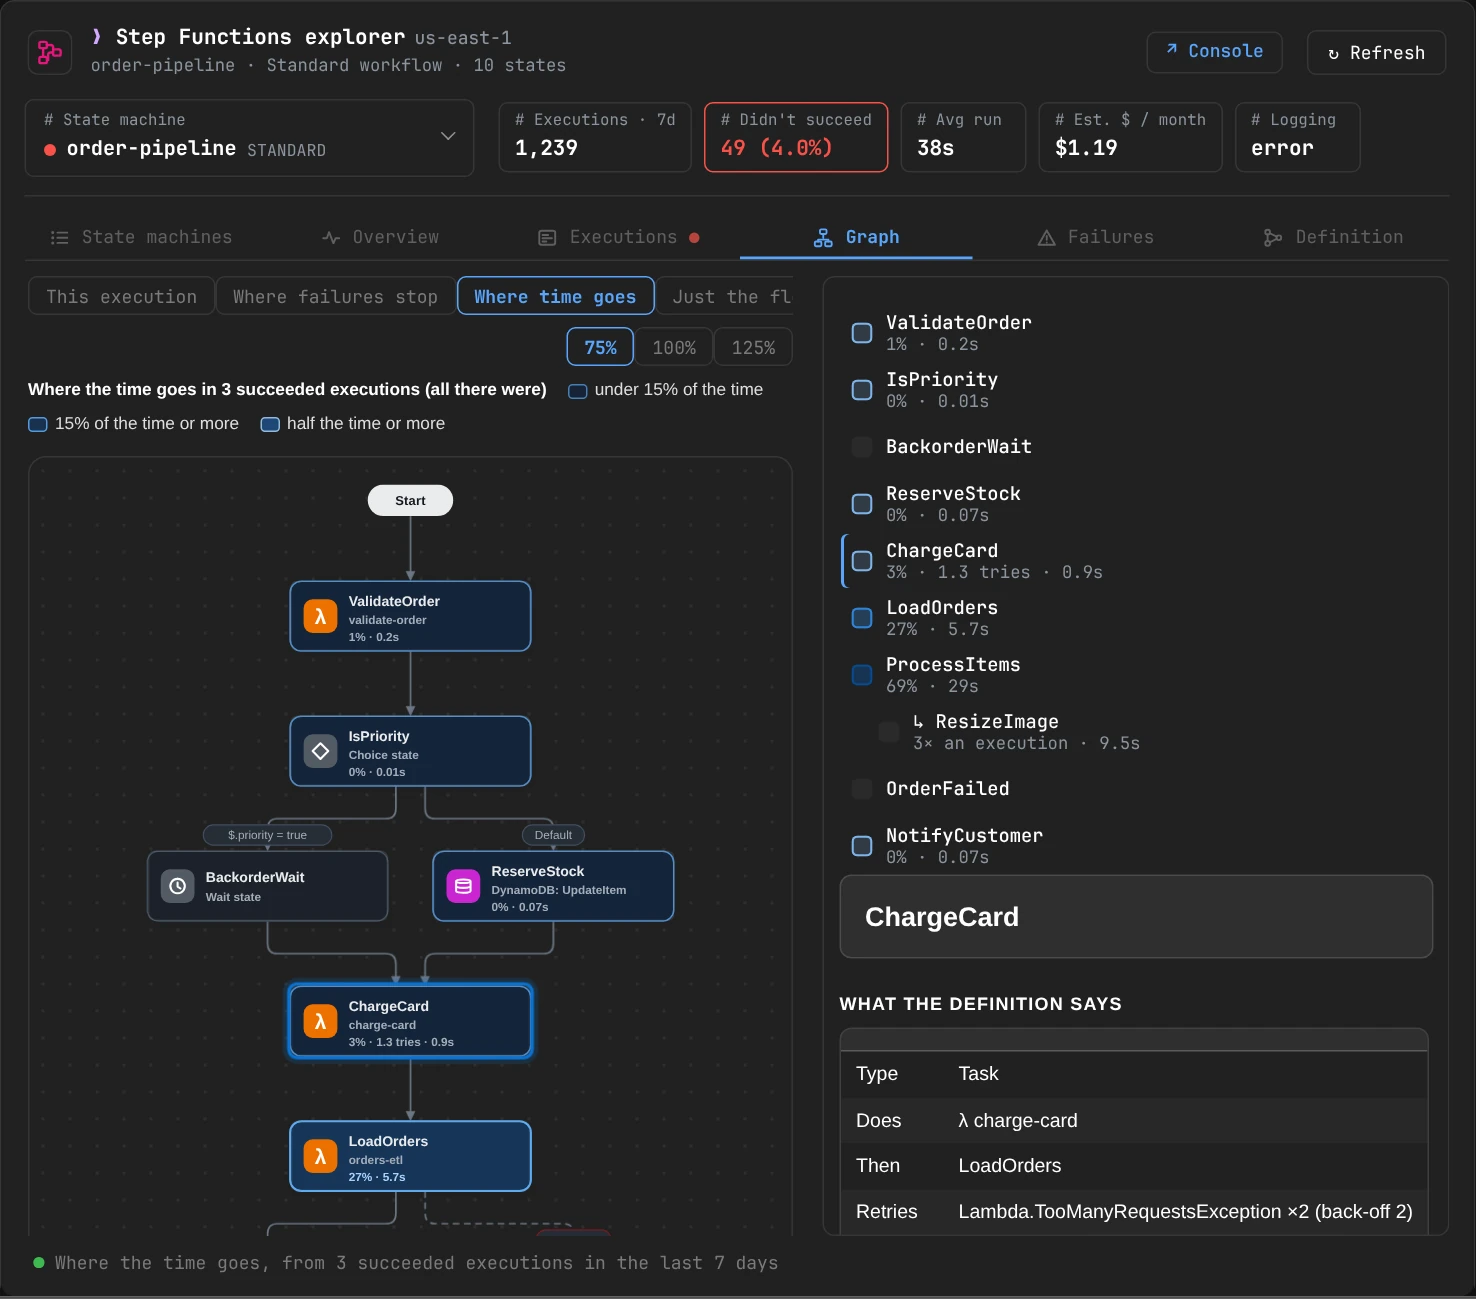 Step Functions explorer us-east-1
order-pipeline · Standard workflow · 10 states
↗ Console
↻ Refresh
# State machine
order-pipeline STANDARD
# Executions · 7d
1,239
# Didn't succeed
49 (4.0%)
# Avg run
38s
# Est. $ / month
$1.19
# Logging
error
State machines
Overview
Executions
Graph
Failures
Definition
This execution
Where failures stop
Where time goes
Just the fl
75%
100%
125%
Where the time goes in 3 succeeded executions (all there were)
under 15% of the time
15% of the time or more
half the time or more
Start
λ
ValidateOrder
validate-order
1% · 0.2s
IsPriority
Choice state
0% · 0.01s
$.priority = true
Default
BackorderWait
Wait state
ReserveStock
DynamoDB: UpdateItem
0% · 0.07s
λ
ChargeCard
charge-card
3% · 1.3 tries · 0.9s
λ
LoadOrders
orders-etl
27% · 5.7s
ValidateOrder
1% · 0.2s
IsPriority
0% · 0.01s
BackorderWait
ReserveStock
0% · 0.07s
ChargeCard
3% · 1.3 tries · 0.9s
LoadOrders
27% · 5.7s
ProcessItems
69% · 29s
↳ ResizeImage
3× an execution · 9.5s
OrderFailed
NotifyCustomer
0% · 0.07s
ChargeCard
WHAT THE DEFINITION SAYS
Type Task
Does λ charge-card
Then LoadOrders
Retries Lambda.TooManyRequestsException ×2 (back-off 2)
Where the time goes, from 3 succeeded executions in the last 7 days